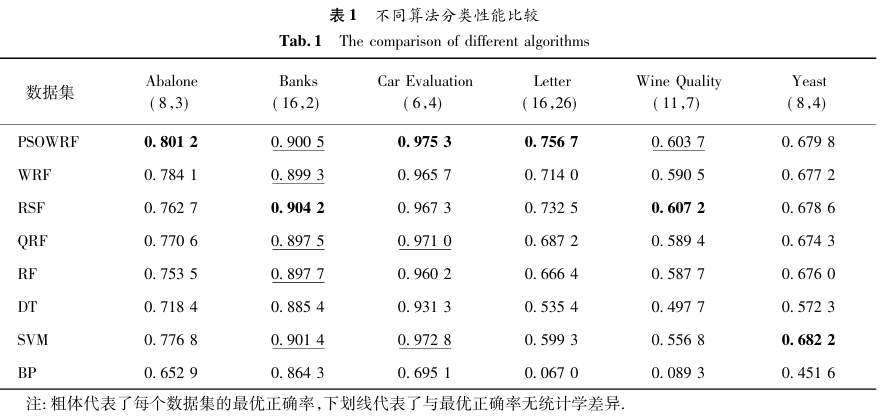 表1 不同算法分类性能比较
Tab. 1 The comparison of different algorithms
数据集 Abalone (8,3) Banks (16,2) Car Evaluation (6,4) Letter (16,26) Wine Quality (11,7) Yeast (8,4)
PSOWRF 0.801 2 0.900 5 0.975 3 0.756 7 0.603 7 0.679 8
WRF 0.784 1 0.899 3 0.965 7 0.714 0 0.590 5 0.677 2
RSF 0.762 7 0.904 2 0.967 3 0.732 5 0.607 2 0.678 6
QRF 0.770 6 0.897 5 0.971 0 0.687 2 0.589 4 0.674 3
RF 0.753 5 0.897 7 0.960 2 0.666 4 0.587 7 0.676 0
DT 0.718 4 0.885 4 0.931 3 0.535 4 0.497 7 0.572 3
SVM 0.776 8 0.901 4 0.972 8 0.599 3 0.556 8 0.682 2
BP 0.652 9 0.864 3 0.695 1 0.067 0 0.089 3 0.451 6
注:粗体代表了每个数据集的最优正确率,下划线代表了与最优正确率无统计学差异.